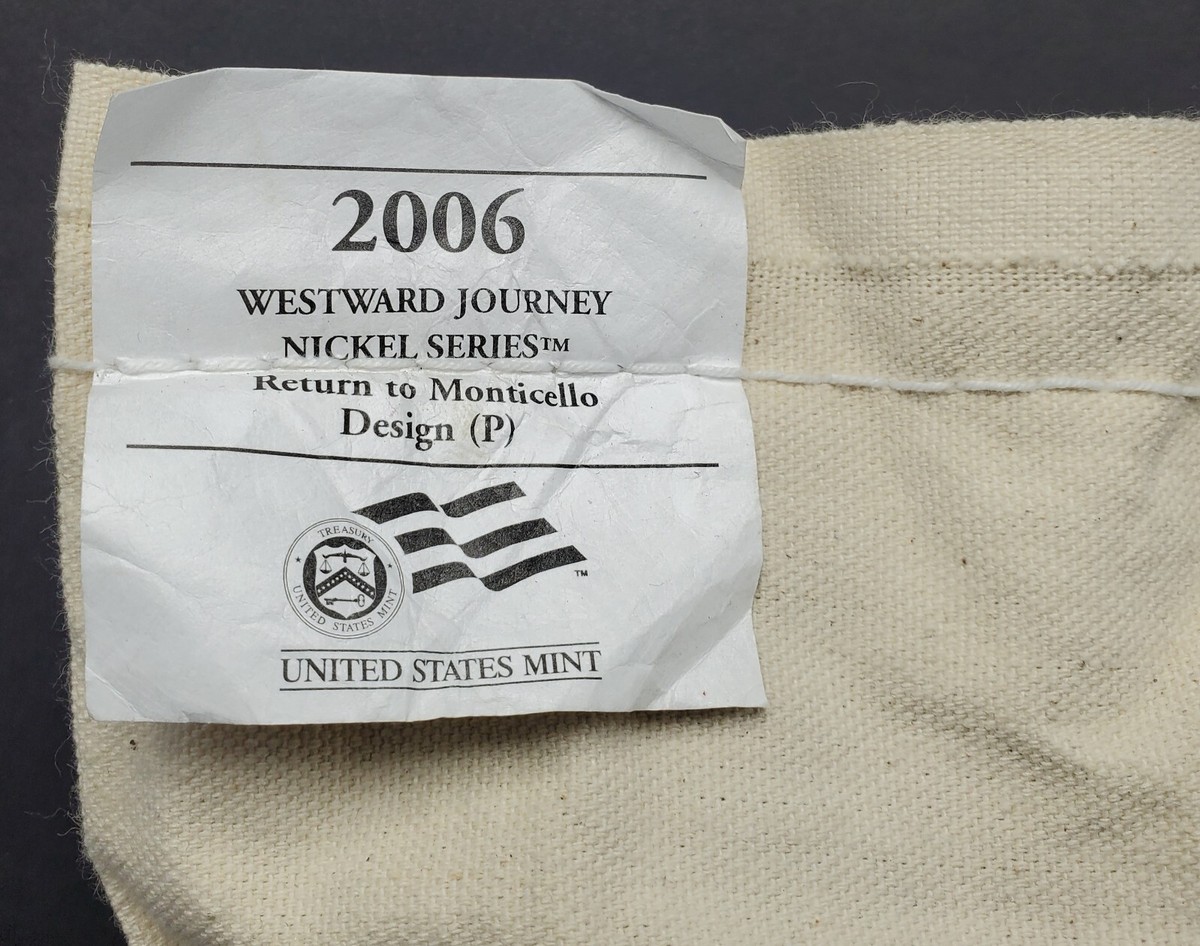 2006
WESTWARD JOURNEY
NICKEL SERIES™
Return to Monticello
Design (P)
TREASURY
UNITED STATES MINT
TM
UNITED STATES MINT